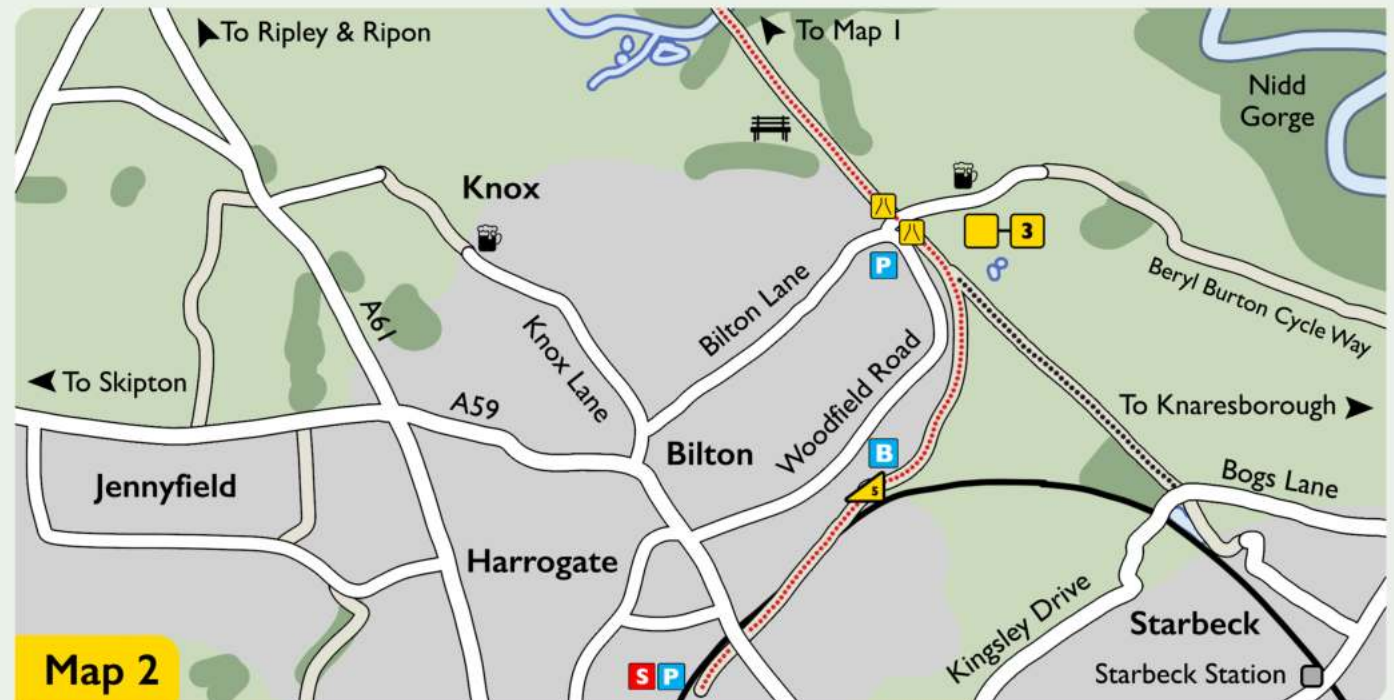 To Ripley & Ripon
To Map 1
Nidd
Gorge
Knox
3
P
Bilton Lane
Beryl Burton Cycle Way
A61
Knox Lane
Woodfield Road
To Skipton
A59
To Knaresborough
Bilton
B
Jennyfield
5
Bogs Lane
Harrogate
Kingsley Drive
Starbeck
Map 2
S P
Starbeck Station